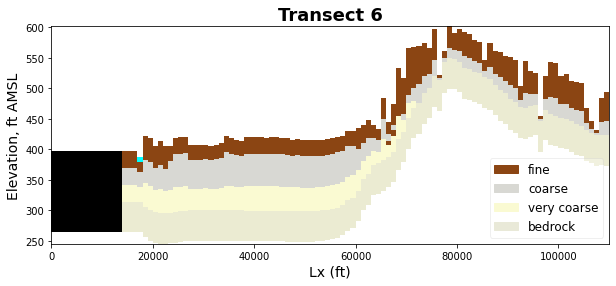 Transect 6
Elevation, ft AMSL
600
550
500
450
400
350
300
250
fine
coarse
very coarse
bedrock
0 20000 40000 60000 80000 100000
Lx (ft)